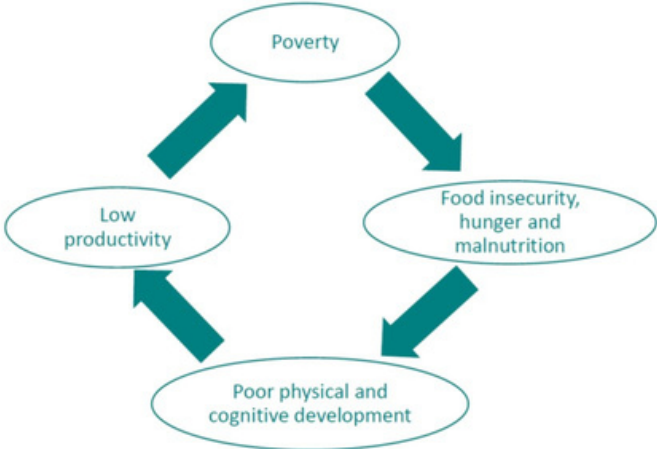 Poverty
Food insecurity,
hunger and
malnutrition
Poor physical and
cognitive development
Low
productivity